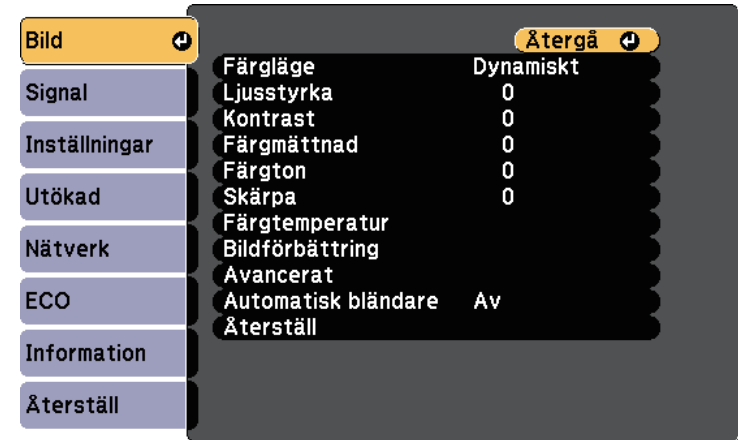 Bild
Signal
Inställningar
Utökad
Nätverk
ECO
Information
Återställ
Återgå
Färgläge Dynamiskt
Ljusstyrka 0
Kontrast 0
Färgmättnad 0
Färgton 0
Skärpa 0
Färgtemperatur
Bildförbättring
Avancerat
Automatisk bländare Av
Återställ